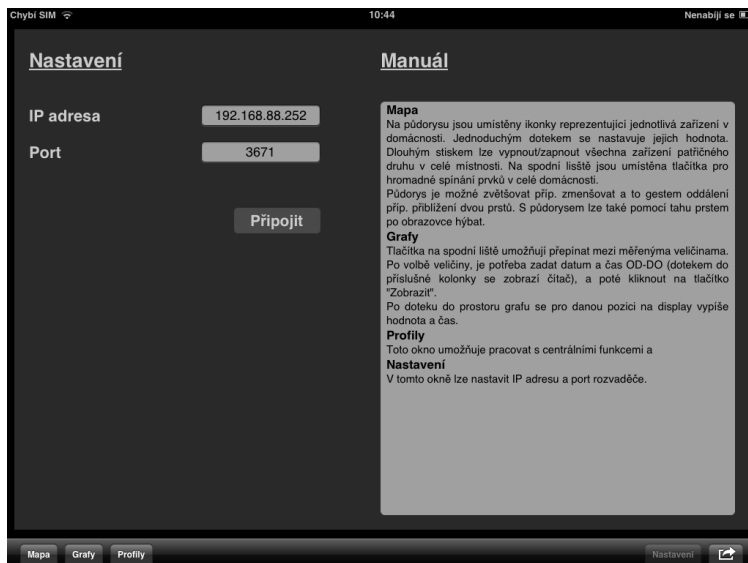 Chybí SIM 10:44 Nenabíjí se
Nastavení
IP adresa 192.168.88.252
Port 3671
Připojit
Manuál
Mapa
Na půdorysu jsou umístěny ikonky reprezentující jednotlivá zařízení v
domácnosti. Jednoduchým dotekem se nastavuje jejich hodnota.
Dlouhým stiskem lze vypnout/zapnout všechna zařízení patřičného
druhu v celé místnosti. Na spodní lisště jsou umístěna tlačítka pro
hromadné spínání prvků v celé domácnosti.
Půdorys je možné zvětšovat příp. zmenšovat a to gestem oddálení
příp. přiblížení dvou prstů. S půdorysem lze také pomocí tahu prstem
po obrazovce hýbat.
Grafy
Tlačítka na spodní liště umožňují přepínat mezi měřenýma veličinama.
Po volbě veličiny, je potřeba zadat datum a čas OD-DO (dotekem do
příslušné kolonky se zobrazí čítač), a poté kliknout na tlačítko
"Zobrazit".
Po doteku do prostoru grafu se pro danou pozici na display vypíše
hodnota a čas.
Profily
Toto okno umožňuje pracovat s centrálními funkcemi a
Nastavení
V tomto okně lze nastavit IP adresu a port rozvaděče.
Mapa Grafy Profily Nastavení